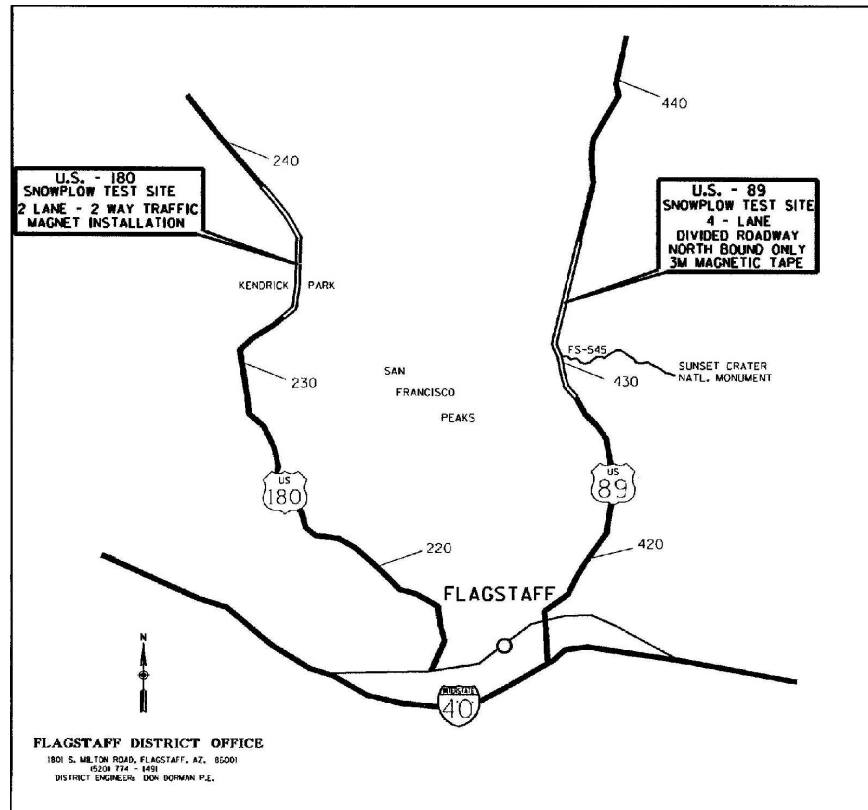 440
240
U.S. - 180
SNOWPLOW TEST SITE
2 LANE - 2 WAY TRAFFIC
MAGNET INSTALLATION
U.S. - 89
SNOWPLOW TEST SITE
4 - LANE
DIVIDED ROADWAY
NORTH BOUND ONLY
3M MAGNETIC TAPE
KENDRICK PARK
FS-545
SUNSET CRATER
NATL. MONUMENT
230
430
SAN
FRANCISCO
PEAKS
US
180
US
89
220
420
FLAGSTAFF
N
INTERSTATE
40
FLAGSTAFF DISTRICT OFFICE
1801 S. MILTON ROAD, FLAGSTAFF, AZ. 86001
(520) 774 - 1491
DISTRICT ENGINEER: DON DORMAN P.E.